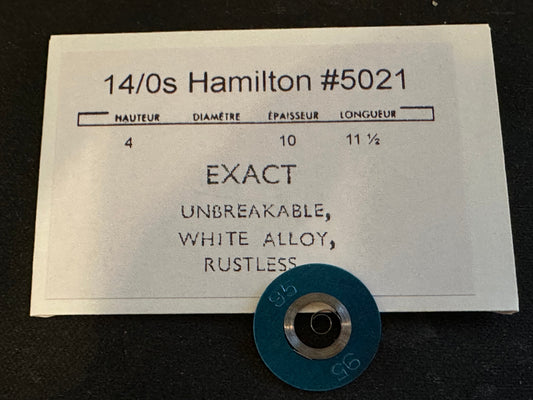 14/0s Hamilton #5021
HAUTEUR DIAMÉTRE ÉPAISSEUR LONGUEUR
4 10 11 ½
EXACT
UNBREAKABLE,
WHITE ALLOY,
RUSTLESS
95
95